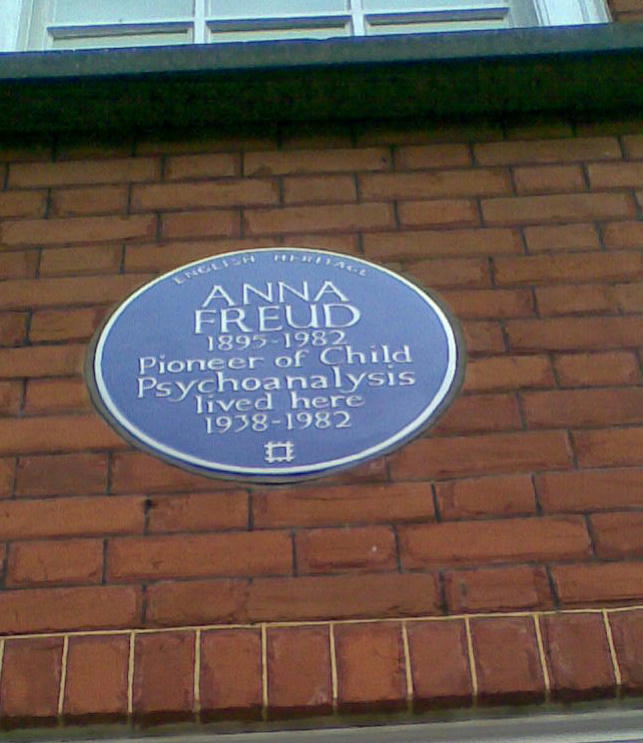 ENGLISH HERITAGE
ANNA
FREUD
1895-1982
Pioneer of Child
Psychoanalysis
lived here
1938-1982